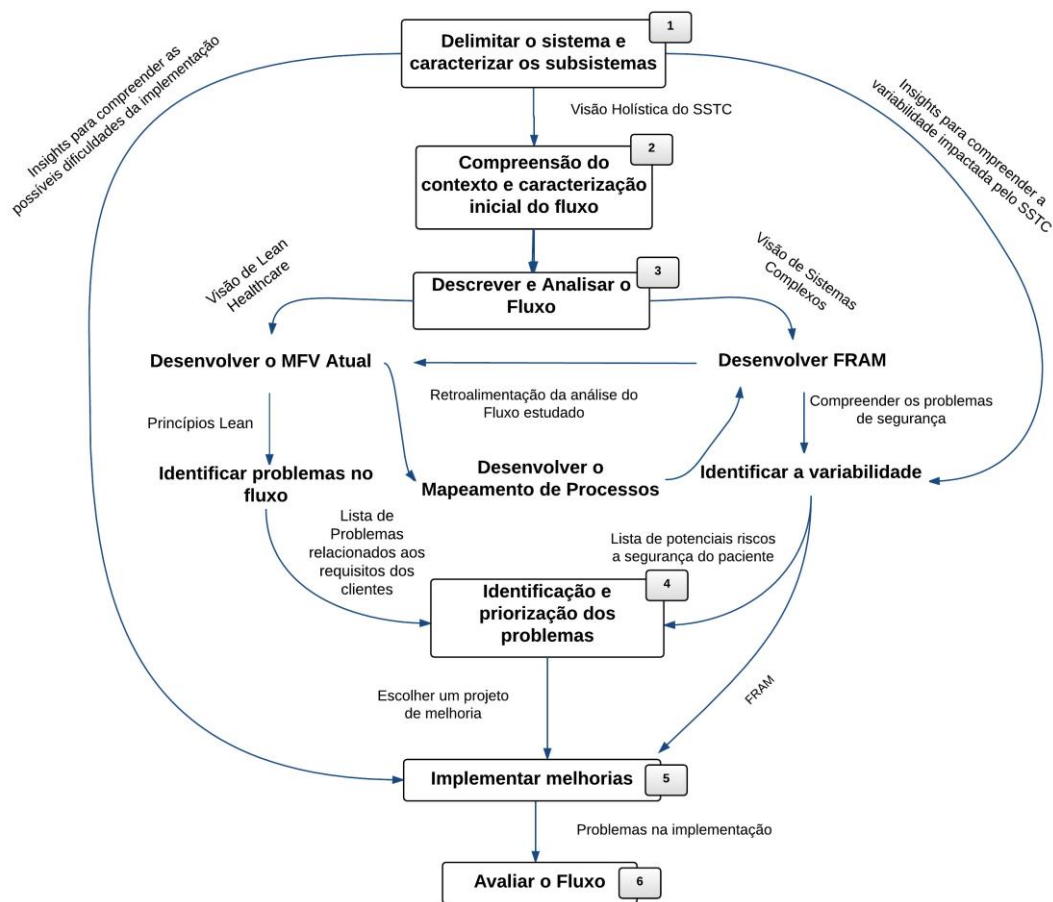 1
Delimitar o sistema e
caracterizar os subsistemas
Insights para compreender as
possíveis dificuldades da implementação
Insights para compreender a
variabilidade impactada pelo SSTC
Visão Holística do SSTC
2
Compreensão do
contexto e caracterização
inicial do fluxo
3
Descrever e Analisar o
Fluxo
Visão de Lean
Healthcare
Visão de Sistemas
Complexos
Desenvolver o MFV Atual
Desenvolver FRAM
Retroalimentação da análise do
Fluxo estudado
Princípios Lean
Compreender os problemas
de segurança
Identificar problemas no
fluxo
Desenvolver o
Mapeamento de Processos
Identificar a variabilidade
Lista de
Problemas
relacionados aos
requisitos dos
clientes
Lista de potenciais riscos
a segurança do paciente
4
Identificação e
priorização dos
problemas
Escolher um projeto
de melhoria
FRAM
Implementar melhorias
5
Problemas na implementação
Avaliar o Fluxo
6